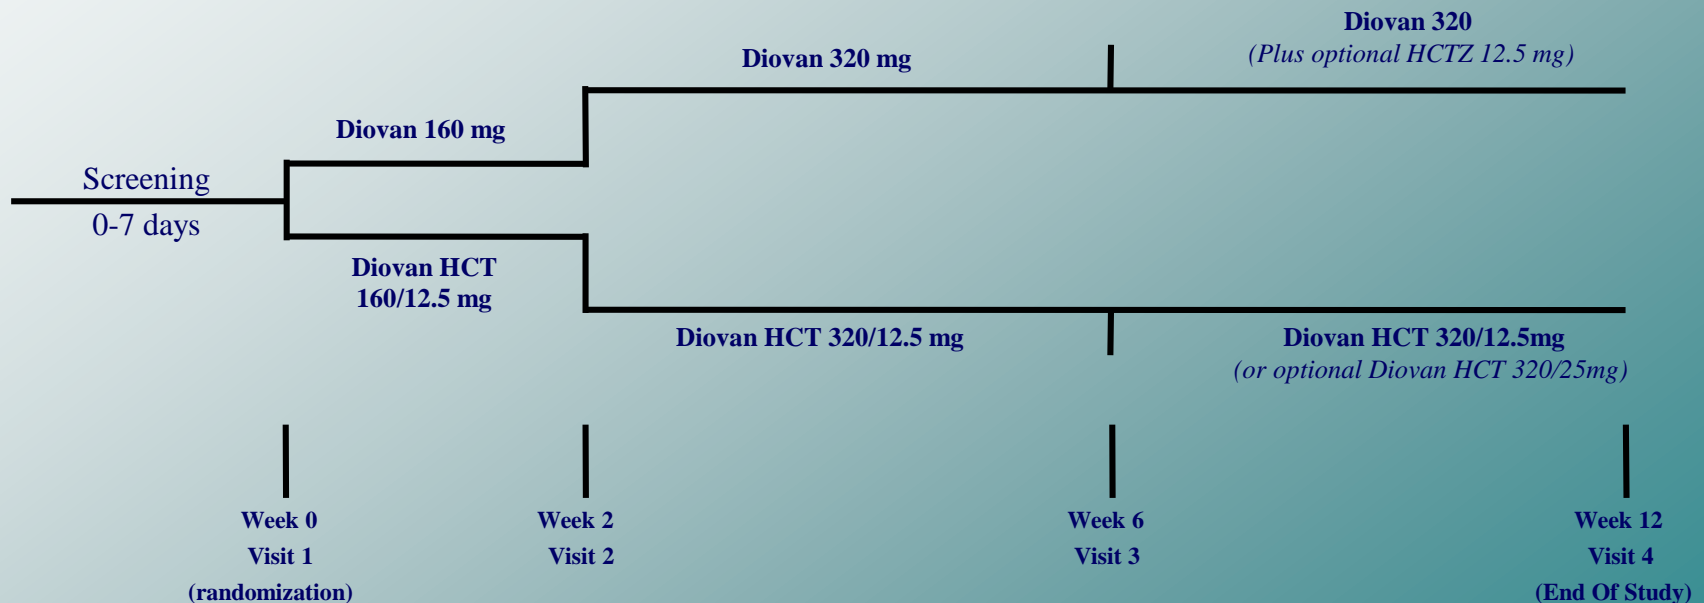 Diovan 320
(Plus optional HCTZ 12.5 mg)
Diovan 320 mg
Diovan 160 mg
Screening
0-7 days
Diovan HCT
160/12.5 mg
Diovan HCT 320/12.5 mg
Diovan HCT 320/12.5mg
(or optional Diovan HCT 320/25mg)
Week 0
Visit 1
(randomization)
Week 2
Visit 2
Week 6
Visit 3
Week 12
Visit 4
(End Of Study)